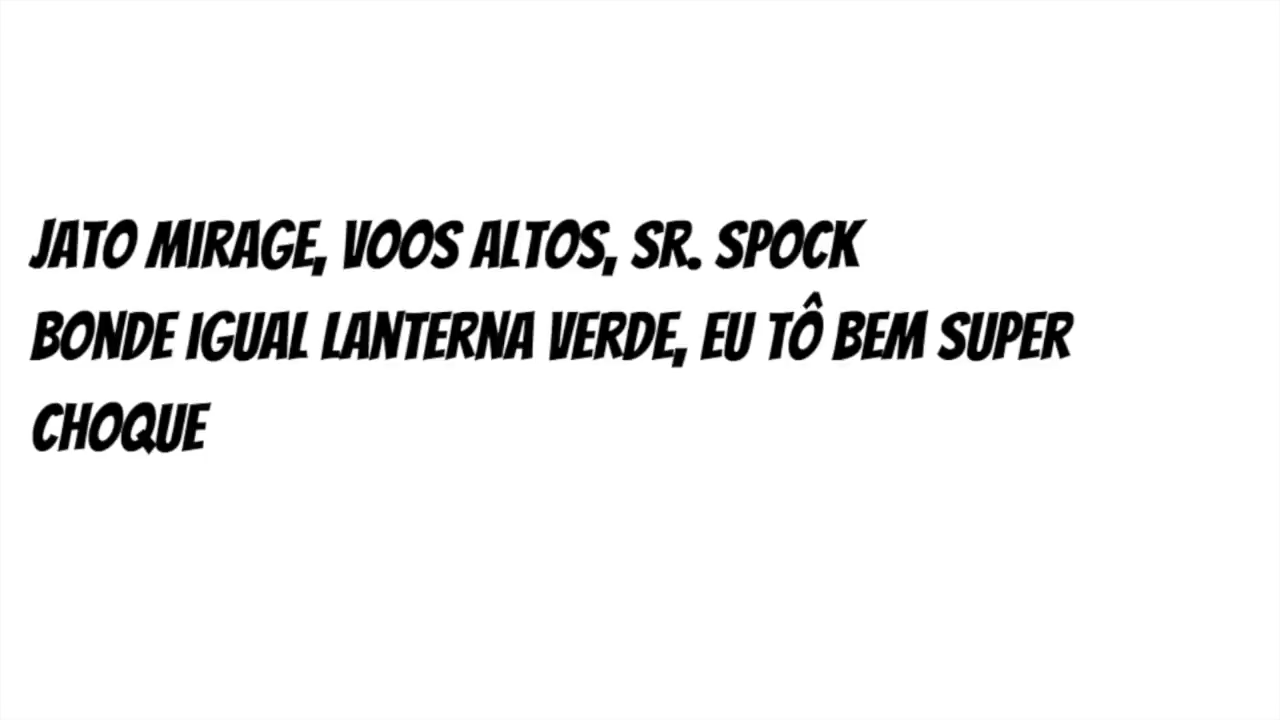 JATO MIRAGE, VOOS ALTOS, SR. SPOCK
BONDE IGUAL LANTERNA VERDE, EU TÔ BEM SUPER
CHOQUE